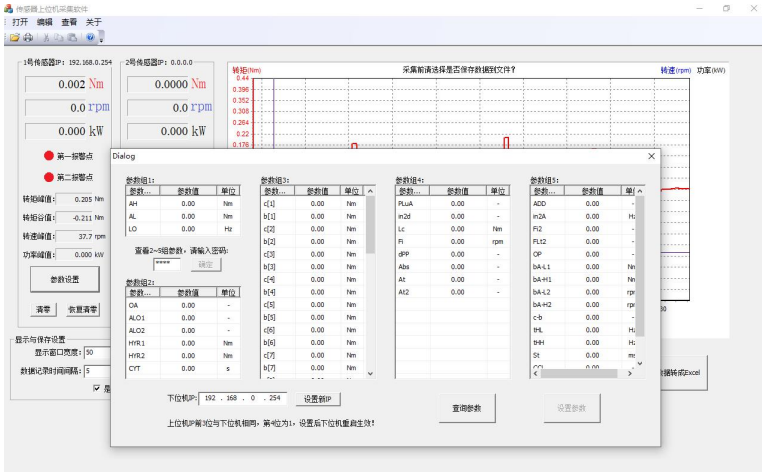 传感器上位机采集软件
打开 编辑 查看 关于
1号传感器IP: 192.168.0.254
2号传感器IP: 0.0.0.0
0.002 Nm
0.0000 Nm
0.0 rpm
0.0 rpm
0.000 kW
0.000 kW
第一报警点
第二报警点
转矩峰值: 0.205 Nm
转矩谷值: -0.211 Nm
转速峰值: 37.7 rpm
功率峰值: 0.000 kW
参数设置
清零 恢复清零
显示与保存设置
显示窗口宽度: 50
数据记录时间间隔: 5
是
转矩(Nm)
采集前请选择是否保存数据到文件?
转速(rpm) 功率(kW)
0.44
0.396
0.352
0.308
0.264
0.22
0.176
据转成Excel
Dialog
参数组1:
参数... 参数值 单位
AH 0.00 Nm
AL 0.00 Nm
LO 0.00 Hz
查看2~5组参数，请输入密码:
**** 确定
参数组2:
参数... 参数值 单位
OA 0.00 -
ALO1 0.00 -
ALO2 0.00 -
HYR1 0.00 Nm
HYR2 0.00 Nm
CYT 0.00 s
参数组3:
参数... 参数值 单位
c[1] 0.00 Nm
b[1] 0.00 Nm
c[2] 0.00 Nm
b[2] 0.00 Nm
c[3] 0.00 Nm
b[3] 0.00 Nm
c[4] 0.00 Nm
b[4] 0.00 Nm
c[5] 0.00 Nm
b[5] 0.00 Nm
c[6] 0.00 Nm
b[6] 0.00 Nm
c[7] 0.00 Nm
b[7] 0.00 Nm
参数组4:
参数... 参数值 单位
PLuA 0.00 -
in2d 0.00 -
Lc 0.00 Nm
Fi 0.00 rpm
dPP 0.00 -
Abs 0.00 -
At 0.00 -
At2 0.00 -
参数组5:
参数... 参数值
ADD 0.00 -
in2A 0.00 Hz
Fi2 0.00 -
FLt2 0.00 -
OP 0.00 -
bA-L1 0.00
bA-H1 0.00
bA-L2 0.00
bA-H2 0.00
c-b 0.00 -
tHL 0.00
tHH 0.00
St 0.00
CCL 0.00
下位机IP: 192 . 168 . 0 . 254 设置新IP
上位机IP前3位与下位机相同，第4位为1，设置后下位机重启生效!
查询参数
设置参数